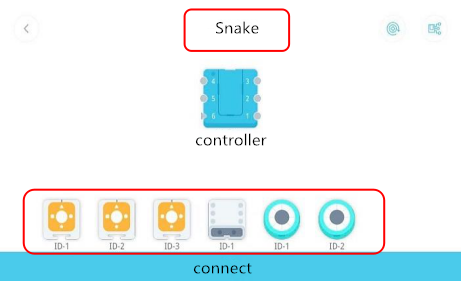 Snake
4 3
5 2
6 1
controller
ID-1 ID-2 ID-3 ID-1 ID-1 ID-2
connect